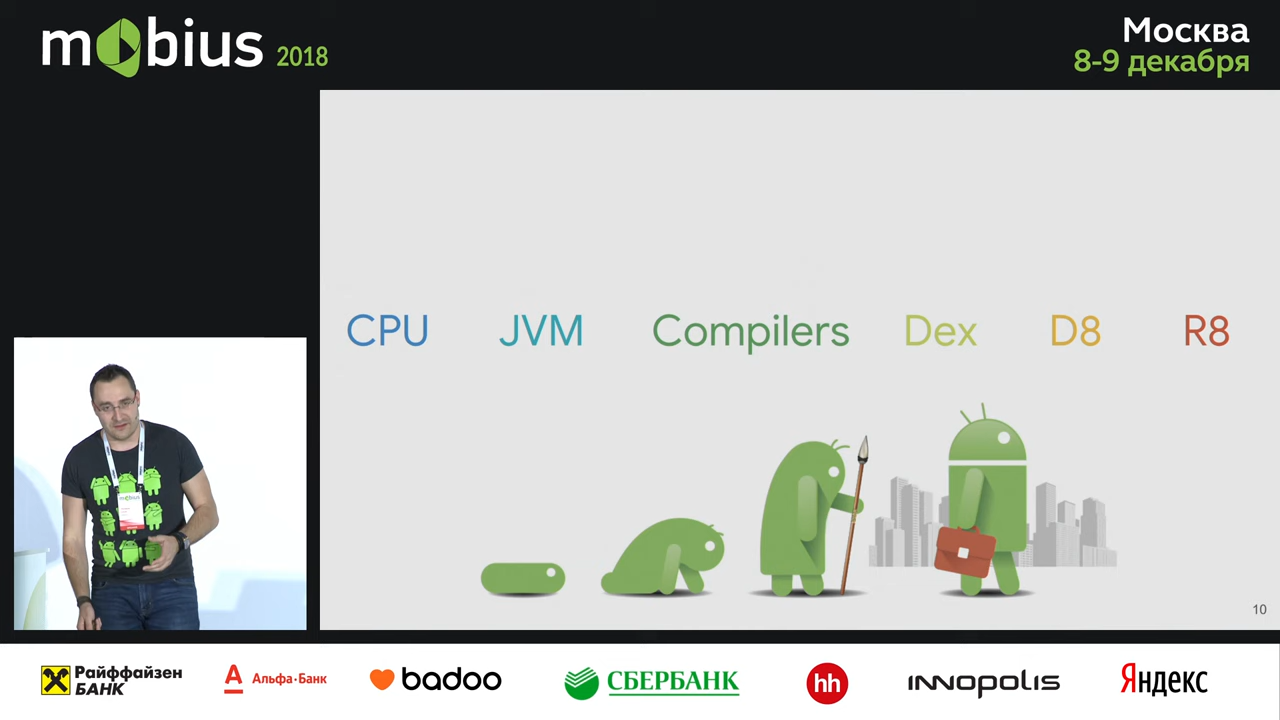 mobius 2018
Москва
8-9 декабря
CPU JVM Compilers Dex D8 R8
mobius
10
Райффайзен
БАНК
Альфа·Банк
badoo
СБЕРБАНК
hh
INNOPOLIS
Яндекс